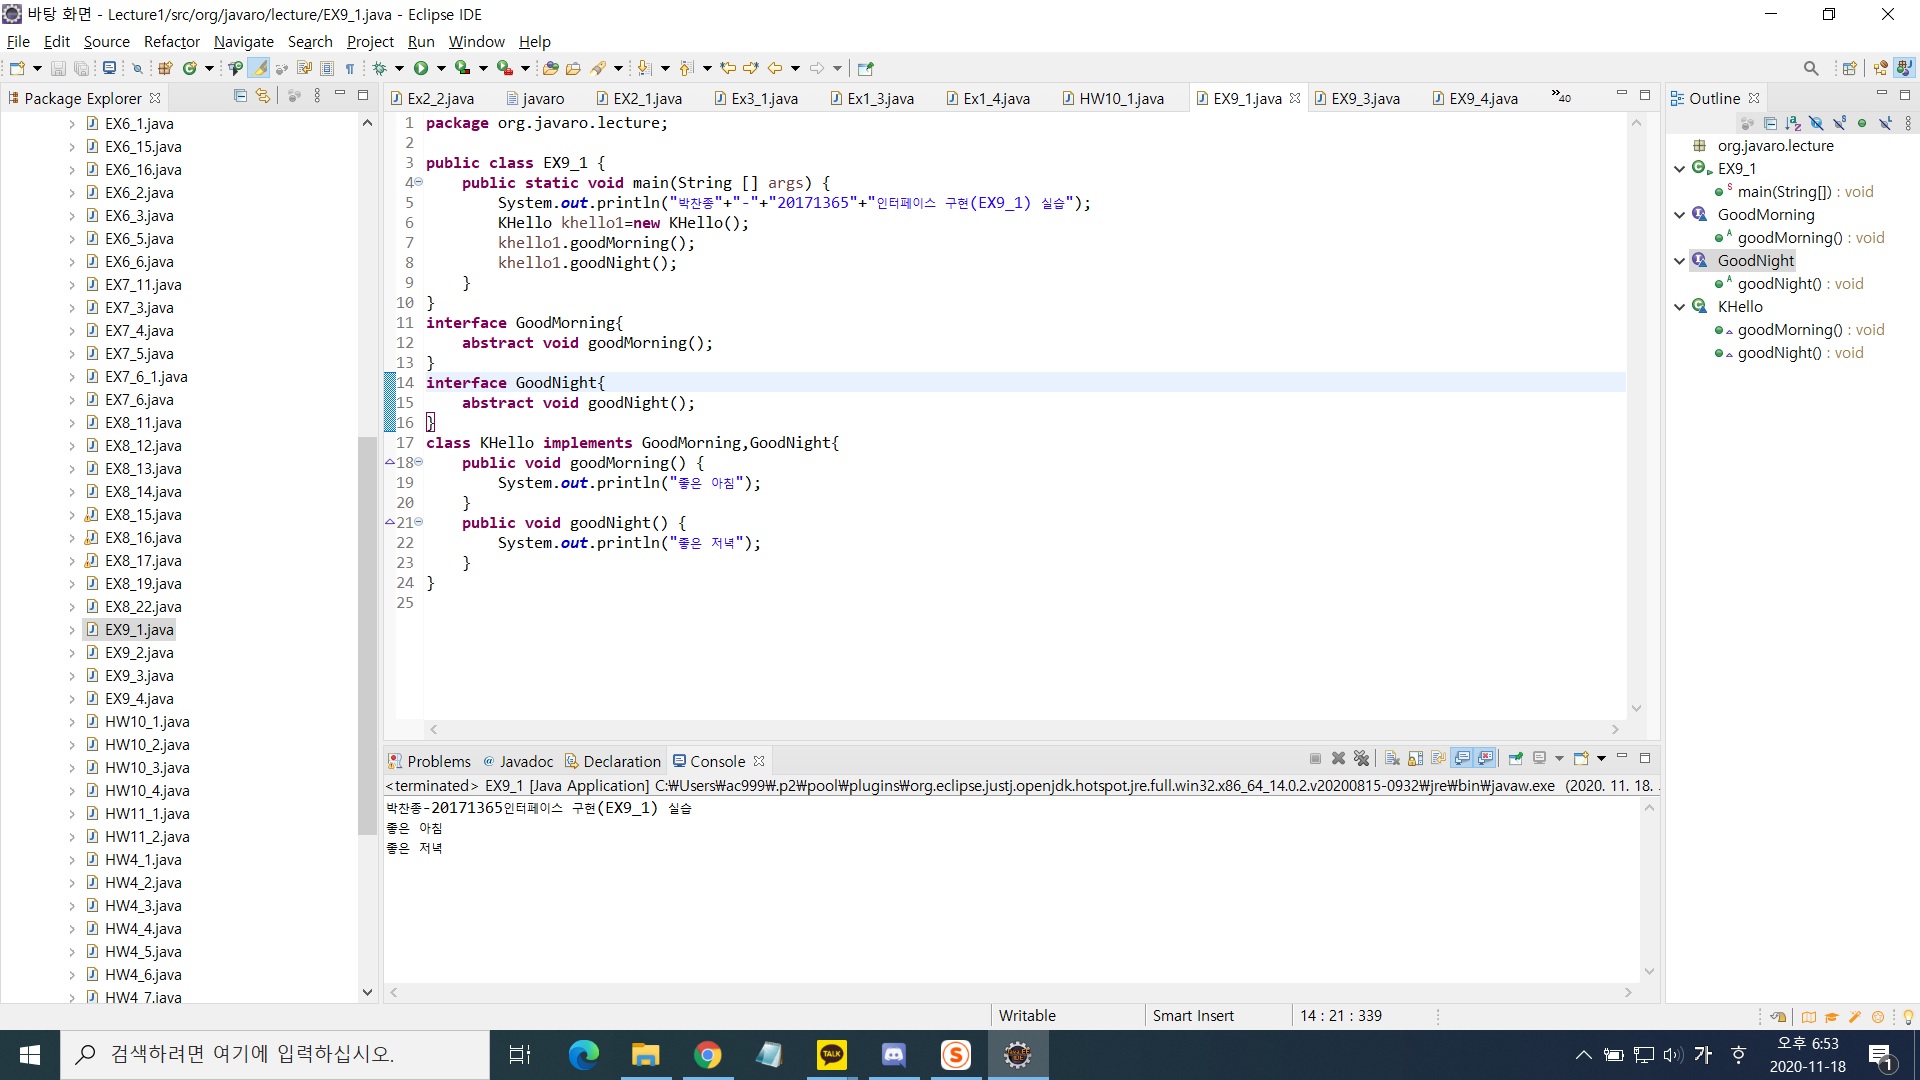 바탕 화면 - Lecture1/src/org/javaro/lecture/EX9_1.java - Eclipse IDE
File Edit Source Refactor Navigate Search Project Run Window Help
Package Explorer
EX6_1.java
EX6_15.java
EX6_16.java
EX6_2.java
EX6_3.java
EX6_5.java
EX6_6.java
EX7_11.java
EX7_3.java
EX7_4.java
EX7_5.java
EX7_6_1.java
EX7_6.java
EX8_11.java
EX8_12.java
EX8_13.java
EX8_14.java
EX8_15.java
EX8_16.java
EX8_17.java
EX8_19.java
EX8_22.java
EX9_1.java
EX9_2.java
EX9_3.java
EX9_4.java
HW10_1.java
HW10_2.java
HW10_3.java
HW10_4.java
HW11_1.java
HW11_2.java
HW4_1.java
HW4_2.java
HW4_3.java
HW4_4.java
HW4_5.java
HW4_6.java
HW4_7.java
Ex2_2.java javaro EX2_1.java Ex3_1.java Ex1_3.java Ex1_4.java HW10_1.java EX9_1.java EX9_3.java EX9_4.java »40
1 package org.javaro.lecture;
2
3 public class EX9_1 {
4 public static void main(String [] args) {
5 System.out.println("박찬종"+"-"+"20171365"+"인터페이스 구현(EX9_1) 실습");
6 KHello khello1=new KHello();
7 khello1.goodMorning();
8 khello1.goodNight();
9 }
10 }
11 interface GoodMorning{
12 abstract void goodMorning();
13 }
14 interface GoodNight{
15 abstract void goodNight();
16 }
17 class KHello implements GoodMorning,GoodNight{
18 public void goodMorning() {
19 System.out.println("좋은 아침");
20 }
21 public void goodNight() {
22 System.out.println("좋은 저녁");
23 }
24 }
25
Outline
org.javaro.lecture
EX9_1
main(String[]) : void
GoodMorning
goodMorning() : void
GoodNight
goodNight() : void
KHello
goodMorning() : void
goodNight() : void
Problems @ Javadoc Declaration Console
<terminated> EX9_1 [Java Application] C:₩Users₩ac999₩.p2₩pool₩plugins₩org.eclipse.justj.openjdk.hotspot.jre.full.win32.x86_64_14.0.2.v20200815-0932₩jre₩bin₩javaw.exe (2020. 11. 18.
박찬종-20171365인터페이스 구현(EX9_1) 실습
좋은 아침
좋은 저녁
Writable Smart Insert 14 : 21 : 339
검색하려면 여기에 입력하십시오.
TALK
S
가
오후 6:53
2020-11-18
1